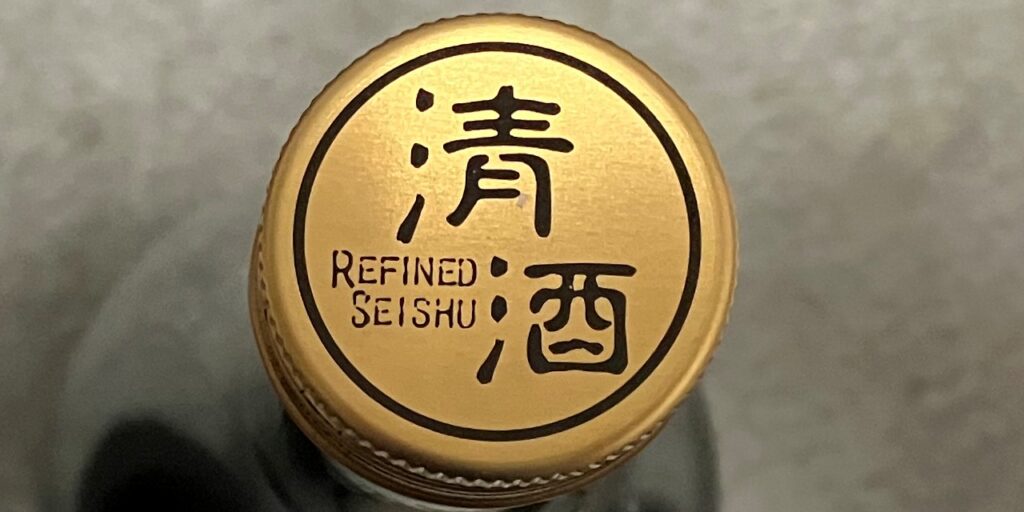 清
酒
REFINED
SEISHU